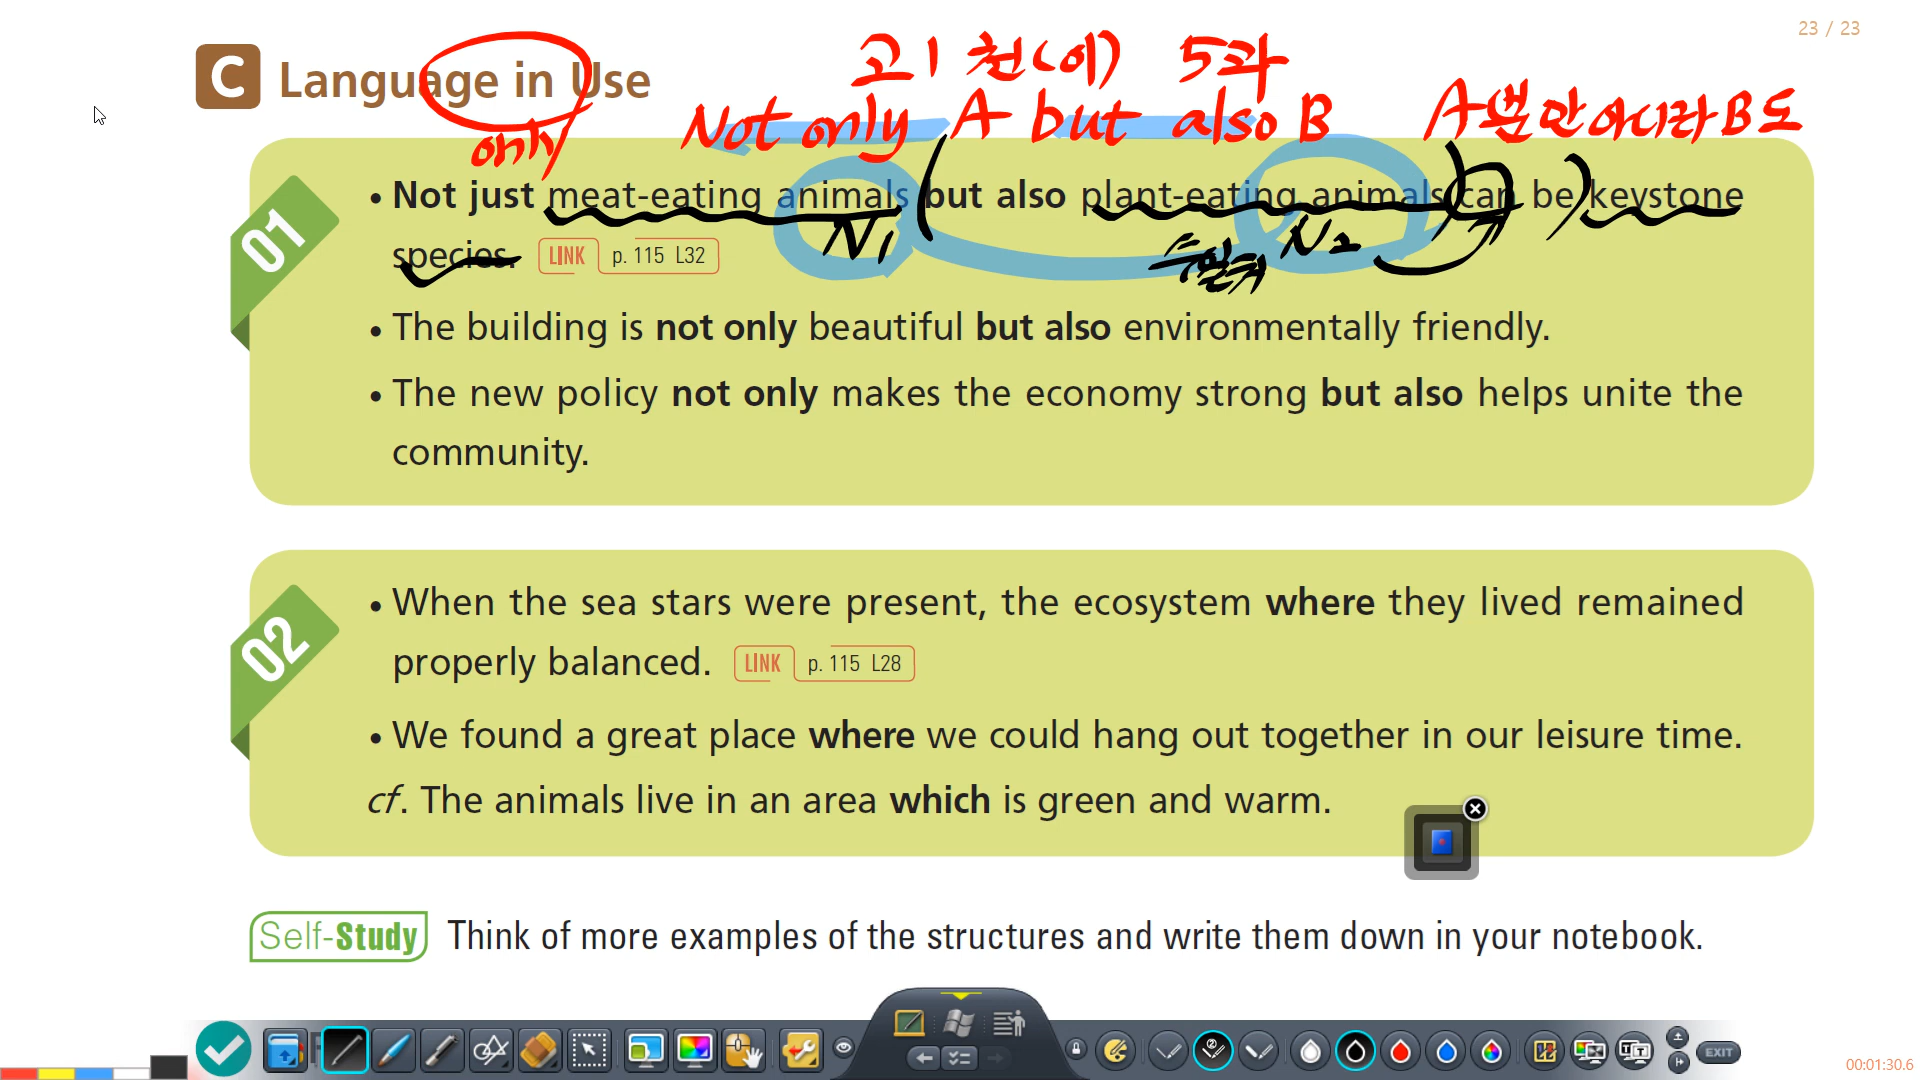 23 / 23
C Language in Use
고1 천(이) 5과
only
Not only A but also B A뿐만 아니라 B도
01
• Not just meat-eating animals but also plant-eating animals can be keystone
N1 N2
species. LINK p. 115 L32
• The building is not only beautiful but also environmentally friendly.
• The new policy not only makes the economy strong but also helps unite the
community.
02
• When the sea stars were present, the ecosystem where they lived remained
properly balanced. LINK p. 115 L28
• We found a great place where we could hang out together in our leisure time.
cf. The animals live in an area which is green and warm.
Self-Study Think of more examples of the structures and write them down in your notebook.
EXIT
00:01:30.6